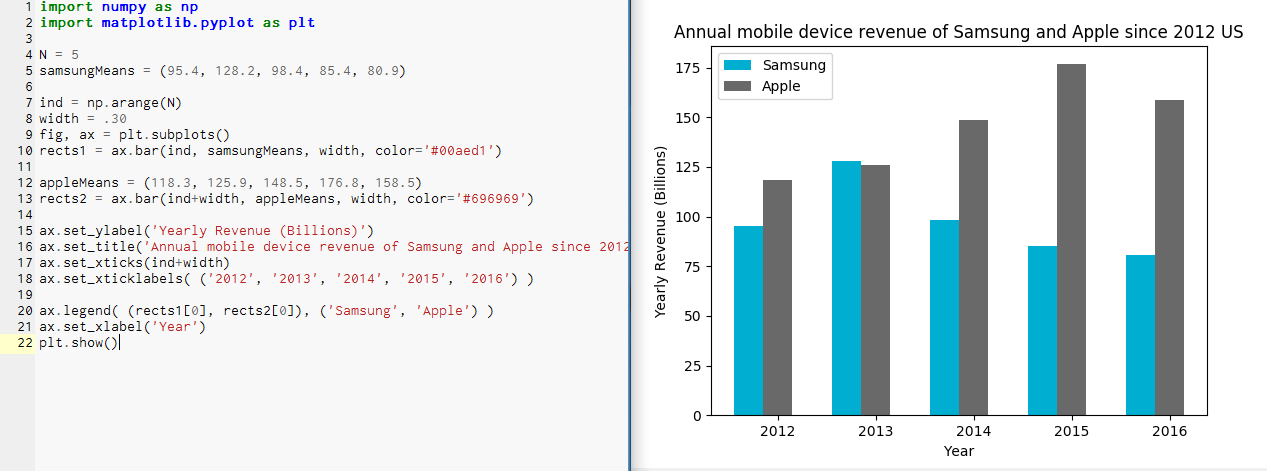 1 import numpy as np
2 import matplotlib.pyplot as plt
3
4 N = 5
5 samsungMeans = (95.4, 128.2, 98.4, 85.4, 80.9)
6
7 ind = np.arange(N)
8 width = .30
9 fig, ax = plt.subplots()
10 rects1 = ax.bar(ind, samsungMeans, width, color='#00aed1')
11
12 appleMeans = (118.3, 125.9, 148.5, 176.8, 158.5)
13 rects2 = ax.bar(ind+width, appleMeans, width, color='#696969')
14
15 ax.set_ylabel('Yearly Revenue (Billions)')
16 ax.set_title('Annual mobile device revenue of Samsung and Apple since 2012
17 ax.set_xticks(ind+width)
18 ax.set_xticklabels( ('2012', '2013', '2014', '2015', '2016') )
19
20 ax.legend( (rects1[0], rects2[0]), ('Samsung', 'Apple') )
21 ax.set_xlabel('Year')
22 plt.show()
Annual mobile device revenue of Samsung and Apple since 2012 US
Samsung
Apple
Yearly Revenue (Billions)
175
150
125
100
75
50
25
0
2012 2013 2014 2015 2016
Year